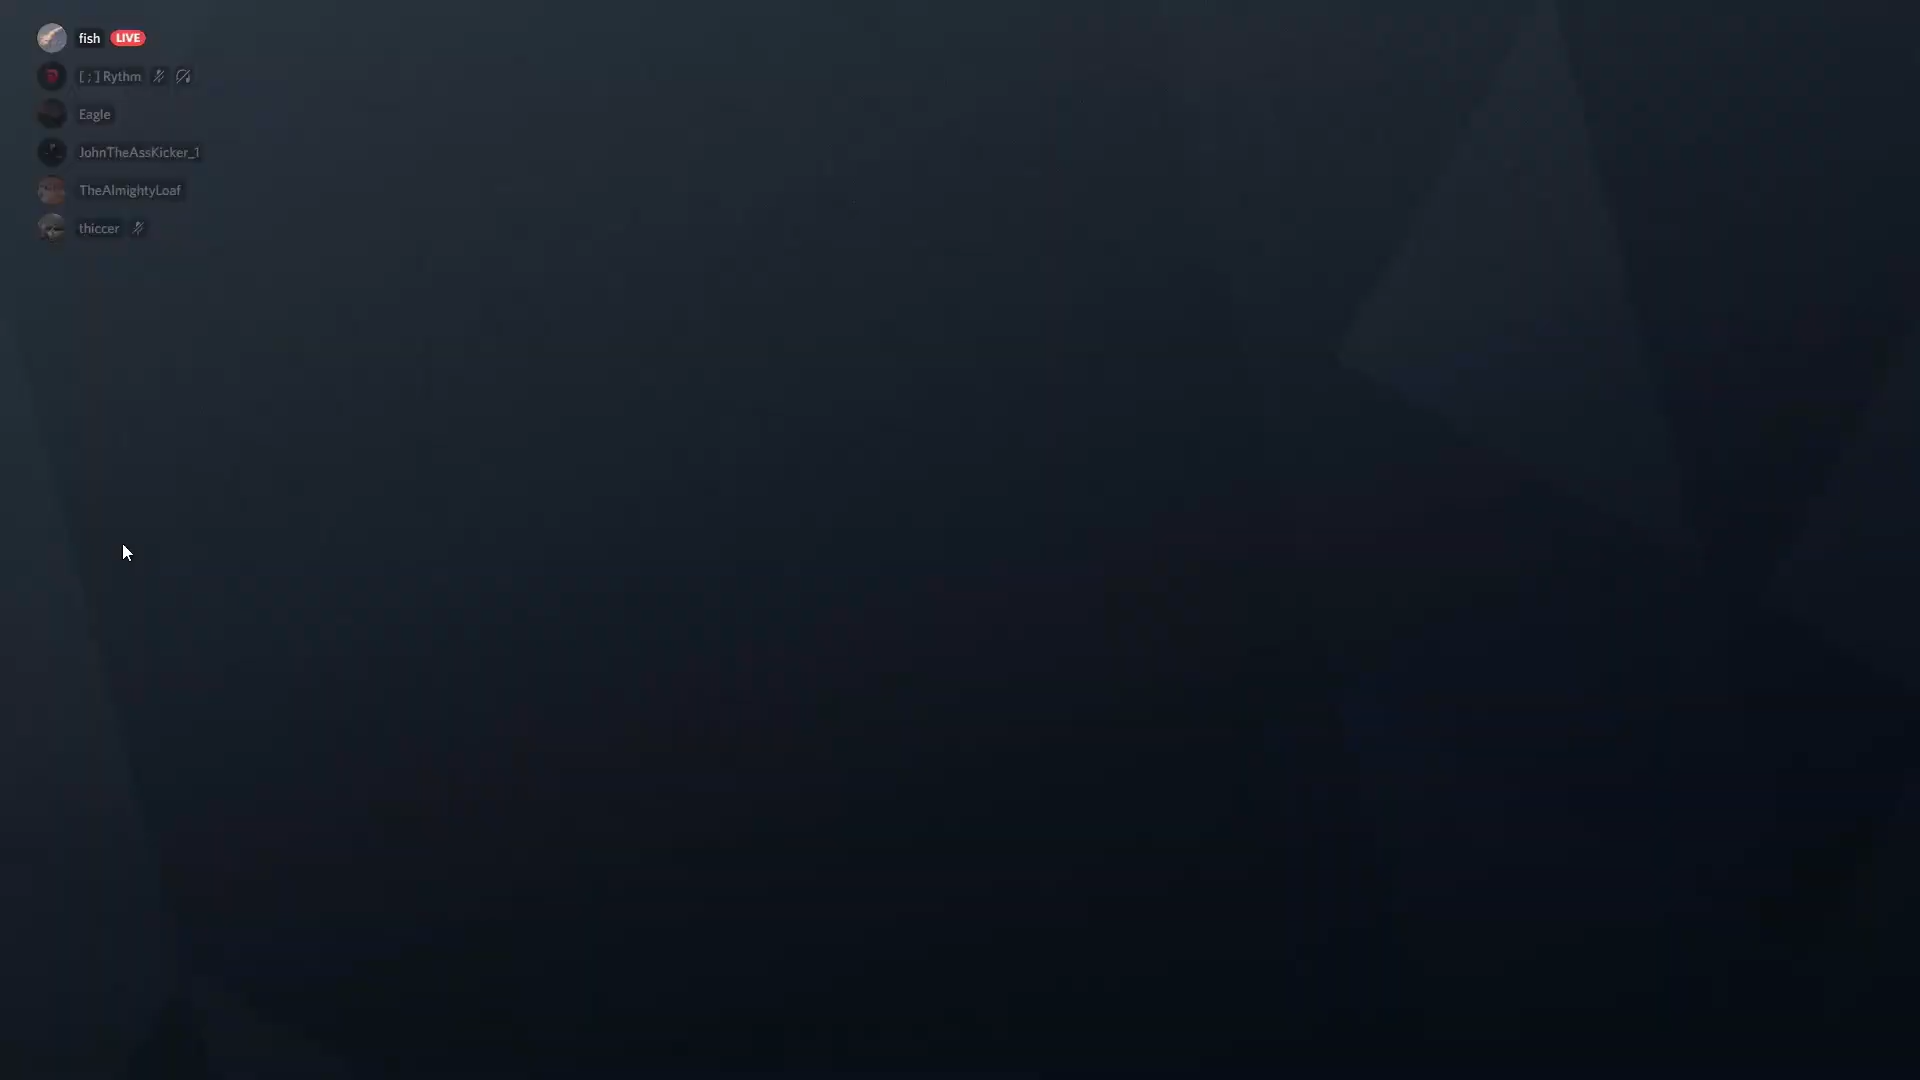 fish LIVE
[ ; ] Rythm
Eagle
JohnTheAssKicker_1
TheAlmightyLoaf
thiccer